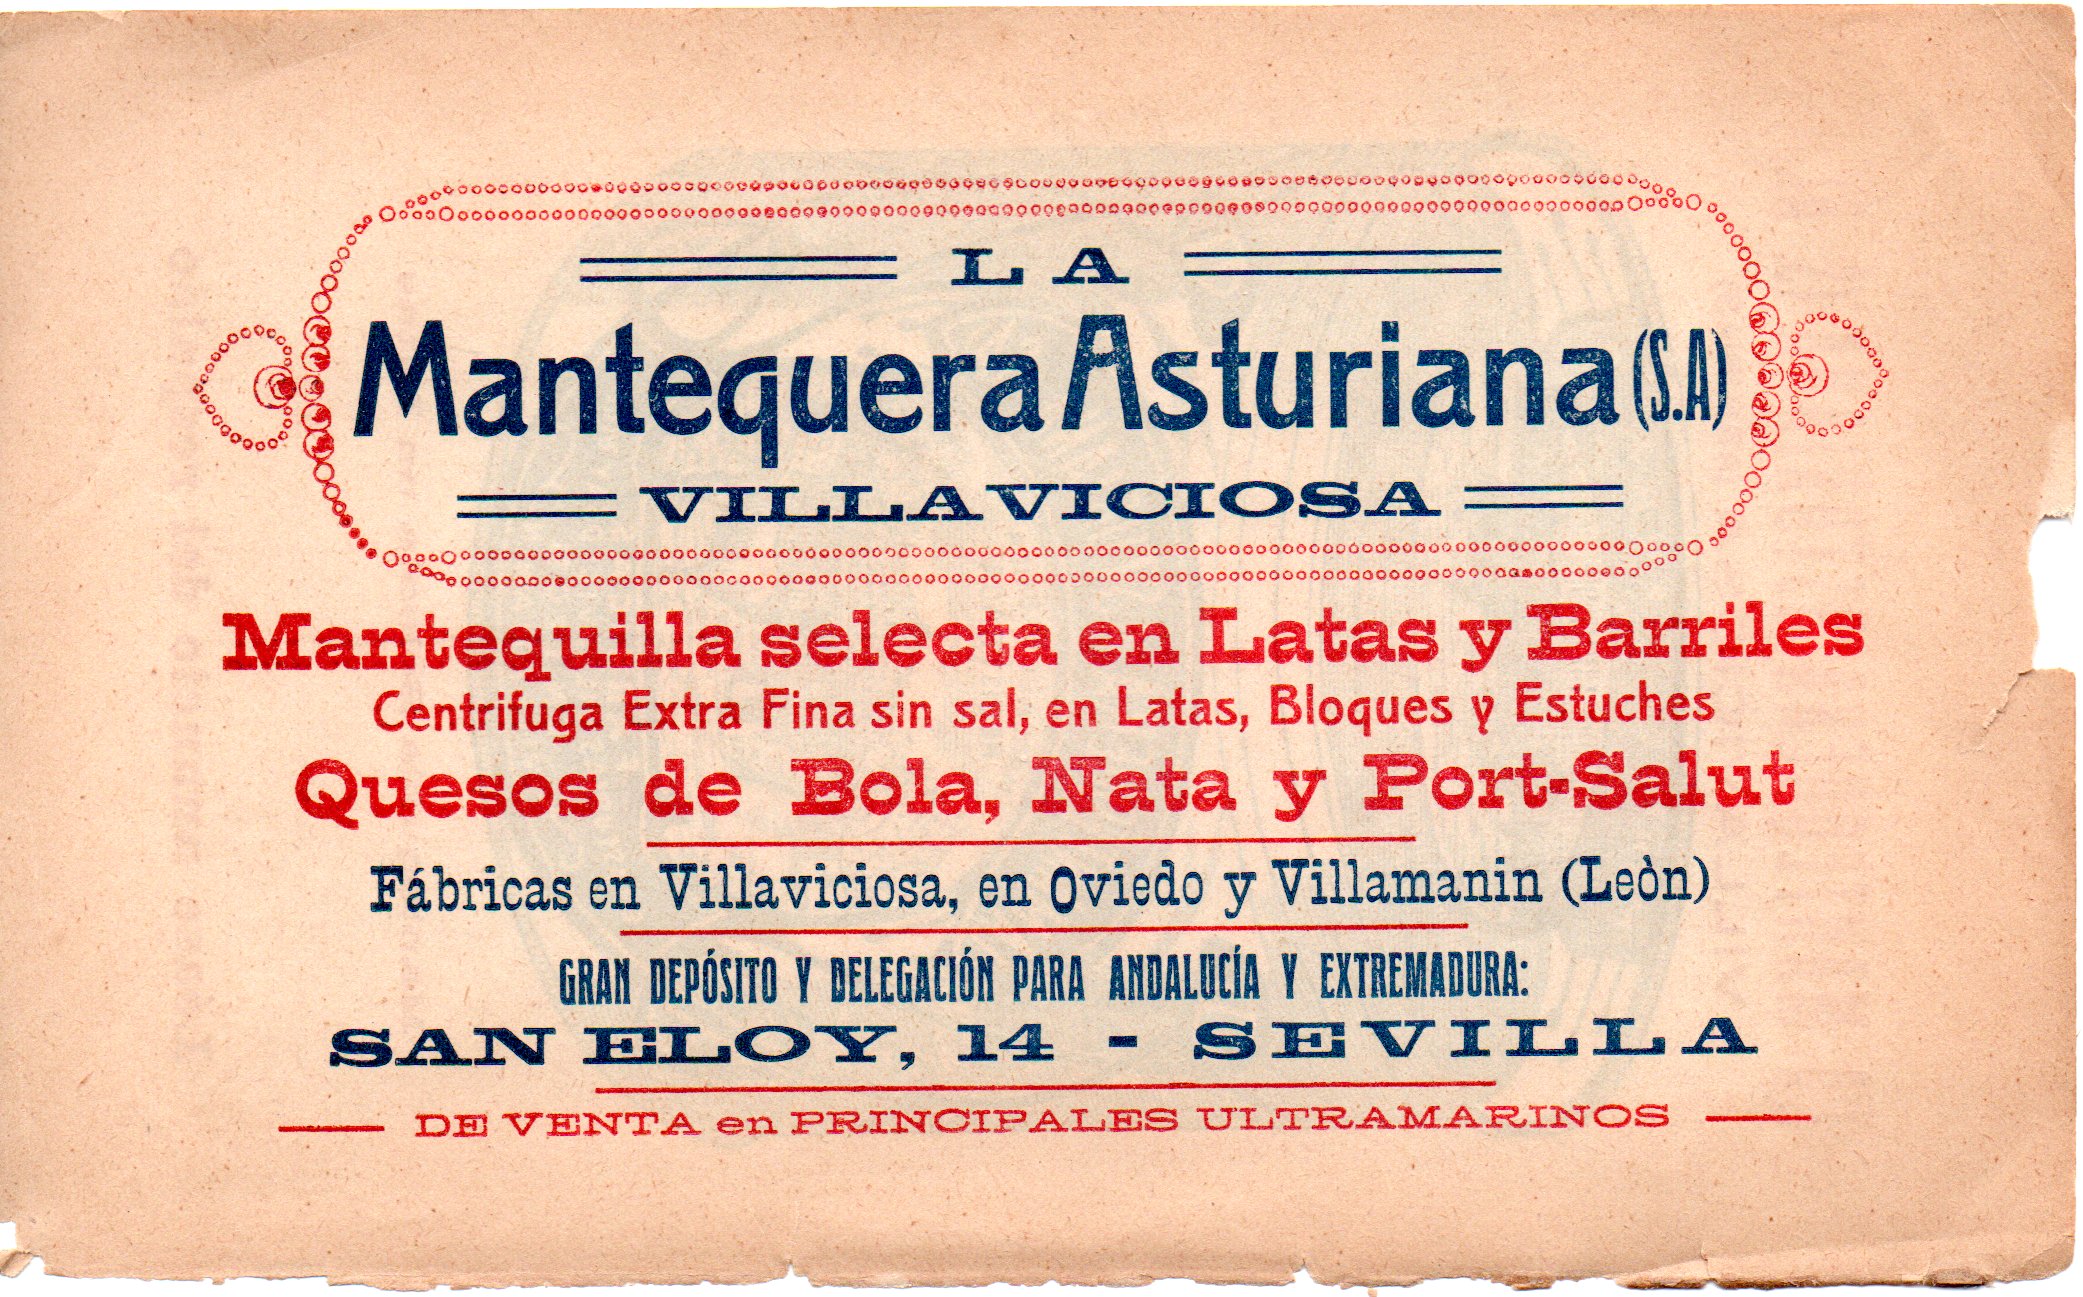 LA
Mantequera Asturiana (S.A)
VILLAVICIOSA
Mantequilla selecta en Latas y Barriles
Centrifuga Extra Fina sin sal, en Latas, Bloques y Estuches
Quesos de Bola, Nata y Port-Salut
Fábricas en Villaviciosa, en Oviedo y Villamanin (Leòn)
GRAN DEPÓSITO Y DELEGACIÓN PARA ANDALUCÍA Y EXTREMADURA:
SAN ELOY, 14 - SEVILLA
DE VENTA en PRINCIPALES ULTRAMARINOS